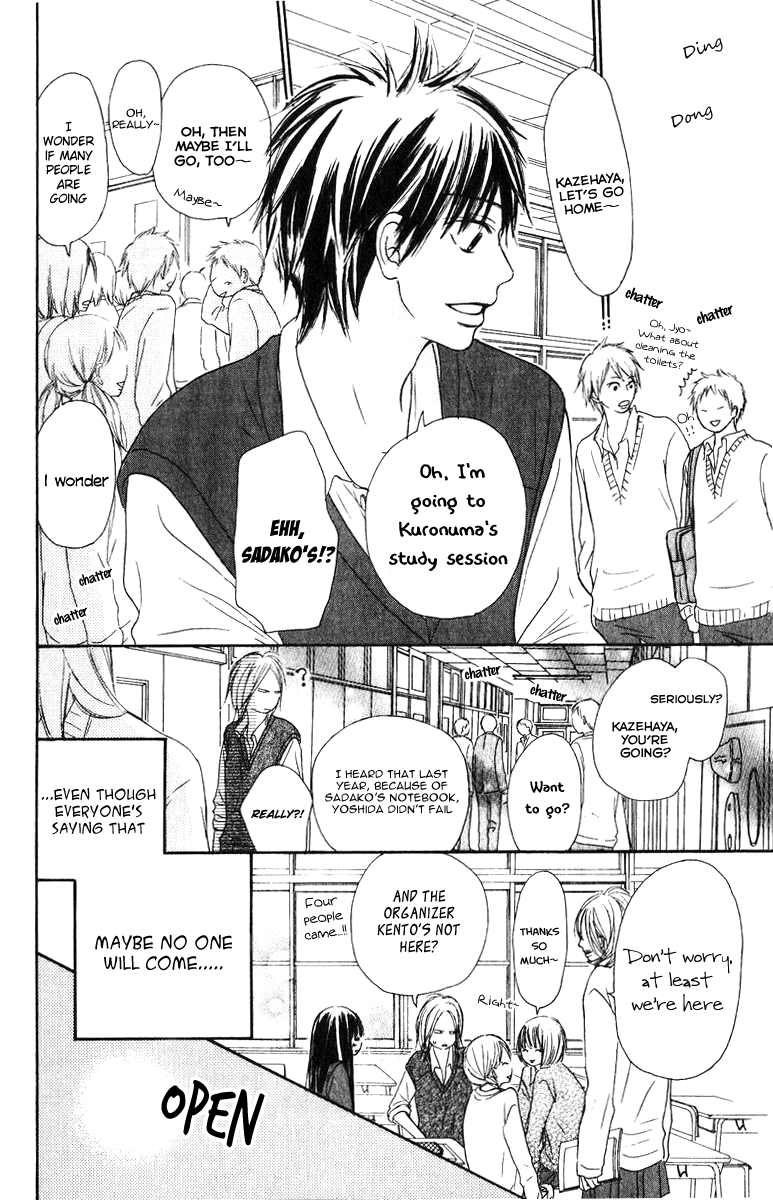 Ding
Dong
KAZEHAYA,
LET'S GO
HOME~
chatter
chatter
Oh, Jyo~
What about
cleaning the
toilets?
Oh
!!
OH, THEN
MAYBE I'LL
GO, TOO~
Maybe~
OH,
REALLY~
I
WONDER
IF MANY
PEOPLE
ARE
GOING
Oh, I'm
going to
Kuronuma's
study session
EHH,
SADAKO'S!?
I wonder
chatter
chatter
SERIOUSLY?
KAZEHAYA,
YOU'RE
GOING?
chatter
chatter
Want
to go?
I HEARD THAT LAST
YEAR, BECAUSE OF
SADAKO'S NOTEBOOK,
YOSHIDA DIDN'T FAIL
-?
REALLY?!
...EVEN THOUGH
EVERYONE'S
SAYING THAT
Don't worry,
at least
we're here
THANKS
SO
MUCH~
Right~
AND THE
ORGANIZER
KENTO'S NOT
HERE?
Four
people
came..!!
MAYBE NO ONE
WILL COME.....
OPEN